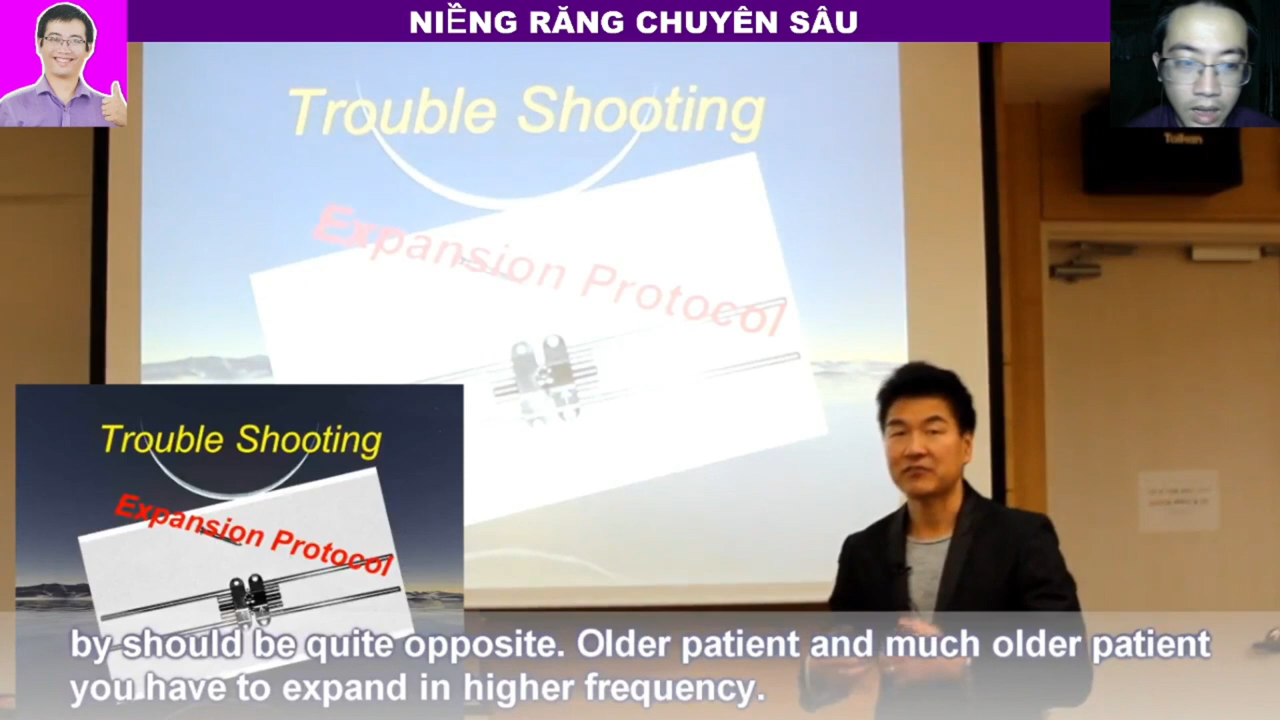 NIỀNG RĂNG CHUYÊN SÂU
Trouble Shooting
Expansion Protocol
Trouble Shooting
Expansion Protocol
by should be quite opposite. Older patient and much older patient
you have to expand in higher frequency.